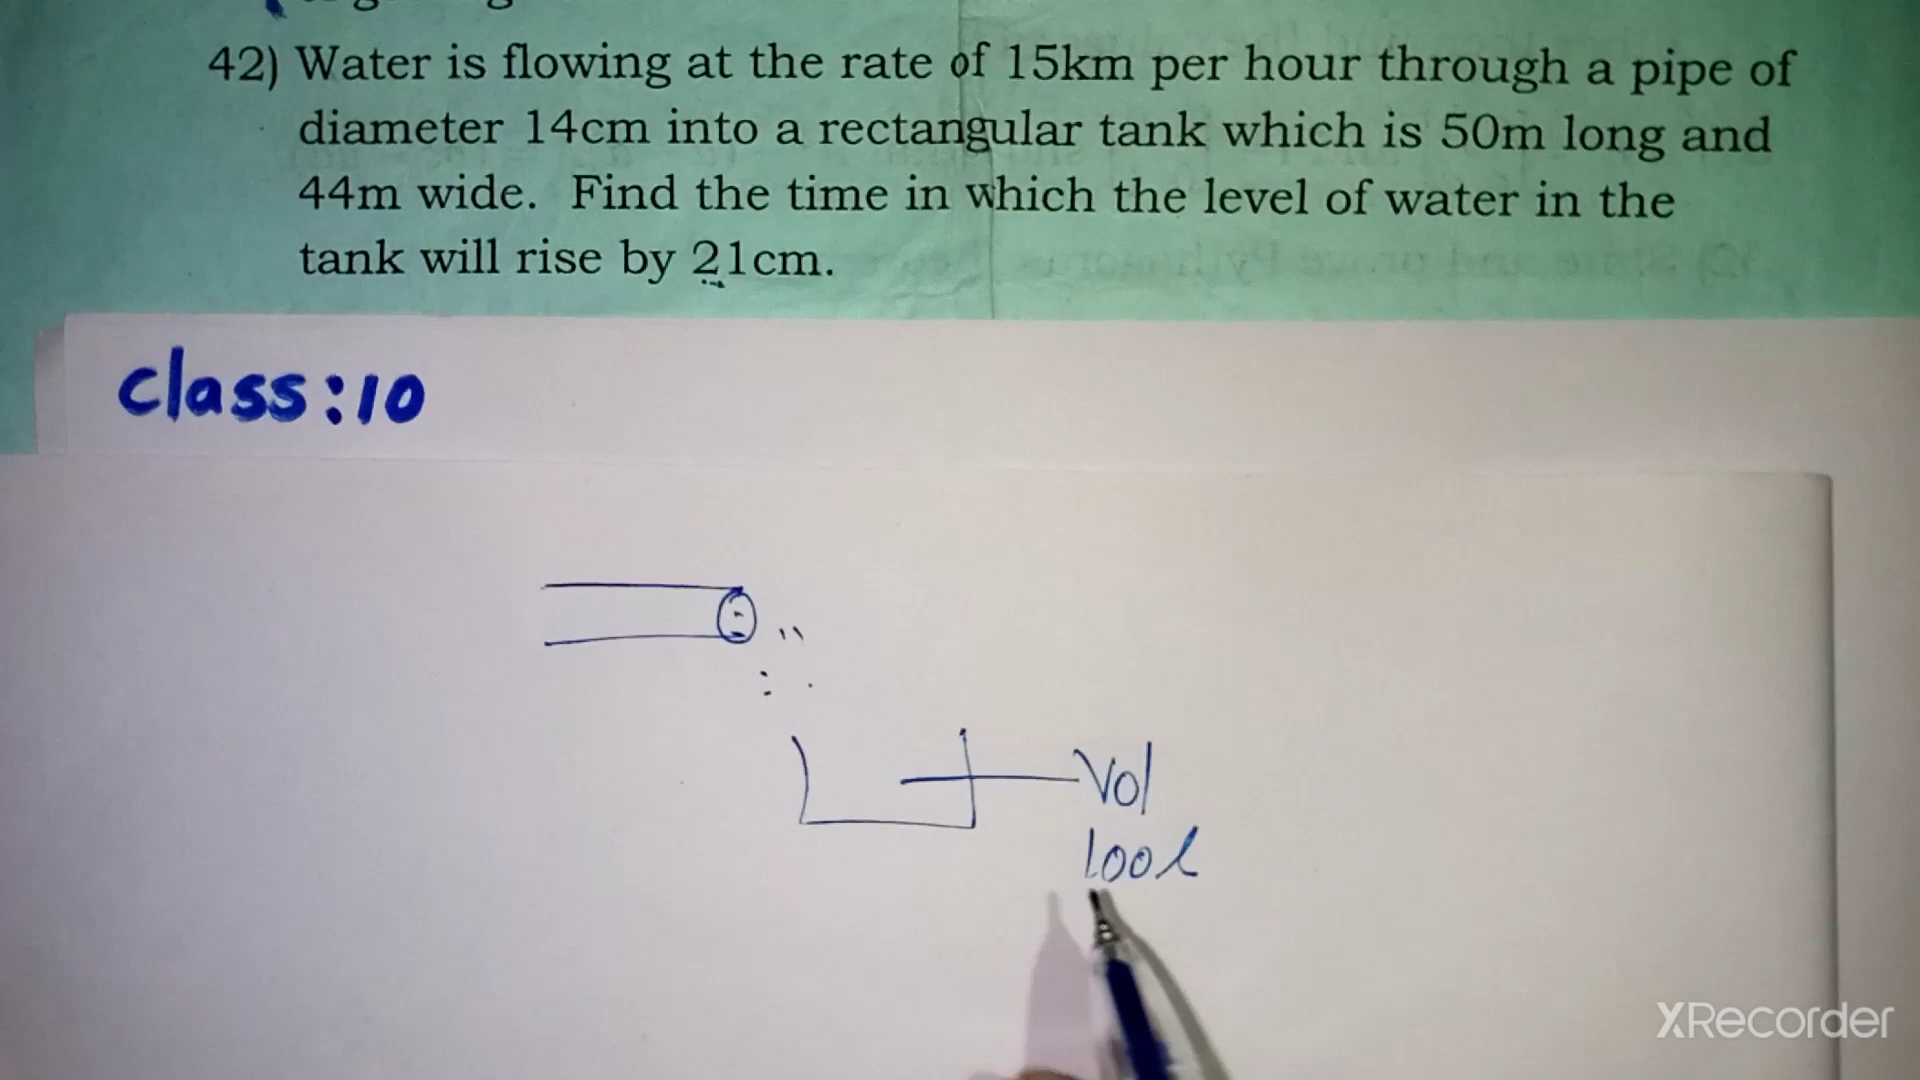 42) Water is flowing at the rate of 15km per hour through a pipe of
diameter 14cm into a rectangular tank which is 50m long and
44m wide. Find the time in which the level of water in the
tank will rise by 21cm.
class:10
Vol
100l
XRecorder